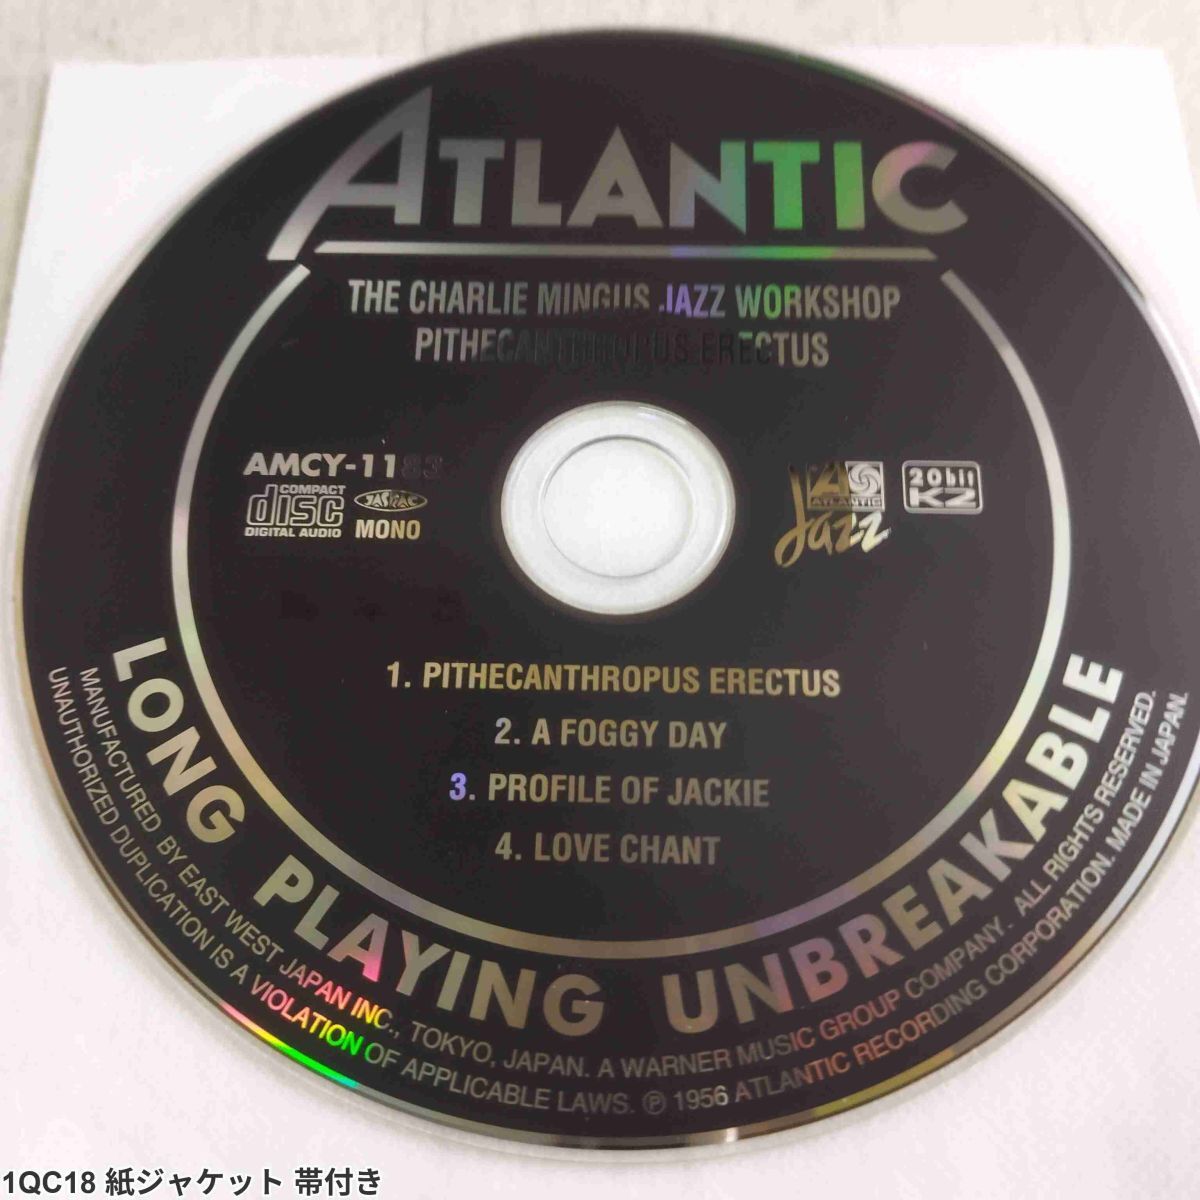 ATLANTIC
THE CHARLIE MINGUS JAZZ WORKSHOP
PITHECANTHROPUS ERECTUS
AMCY-1183
COMPACT
disc
DIGITAL AUDIO
JASRAC
MONO
ATLANTIC
Jazz
20bit
K2
1. PITHECANTHROPUS ERECTUS
2. A FOGGY DAY
3. PROFILE OF JACKIE
4. LOVE CHANT
LONG PLAYING UNBREAKABLE
MANUFACTURED BY EAST WEST JAPAN INC., TOKYO, JAPAN. A WARNER MUSIC GROUP COMPANY. ALL RIGHTS RESERVED.
UNAUTHORIZED DUPLICATION IS A VIOLATION OF APPLICABLE LAWS. ℗ 1956 ATLANTIC RECORDING CORPORATION. MADE IN JAPAN.
1QC18 紙ジャケット 帯付き